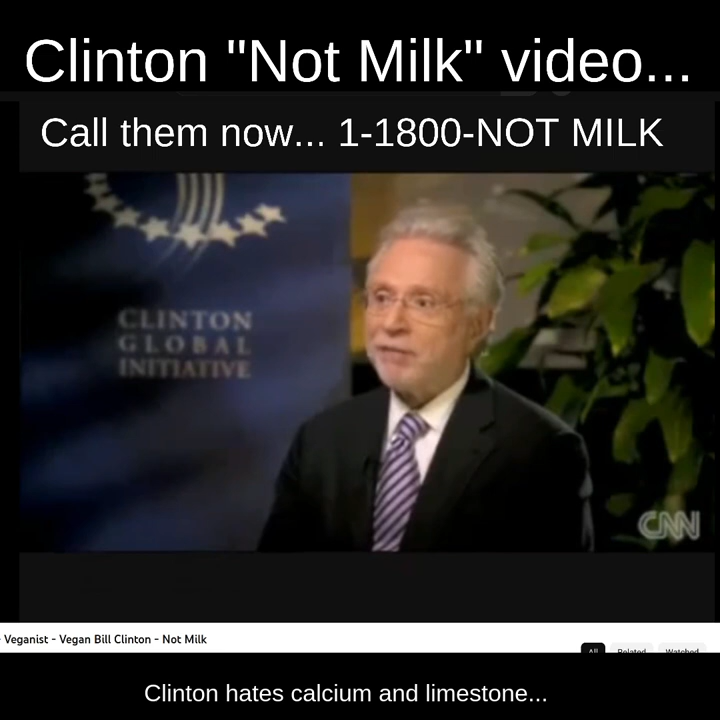 Clinton "Not Milk" video...
Call them now... 1-1800-NOT MILK
CLINTON
GLOBAL
INITIATIVE
CNN
Veganist - Vegan Bill Clinton - Not Milk
All Related Watched
Clinton hates calcium and limestone...